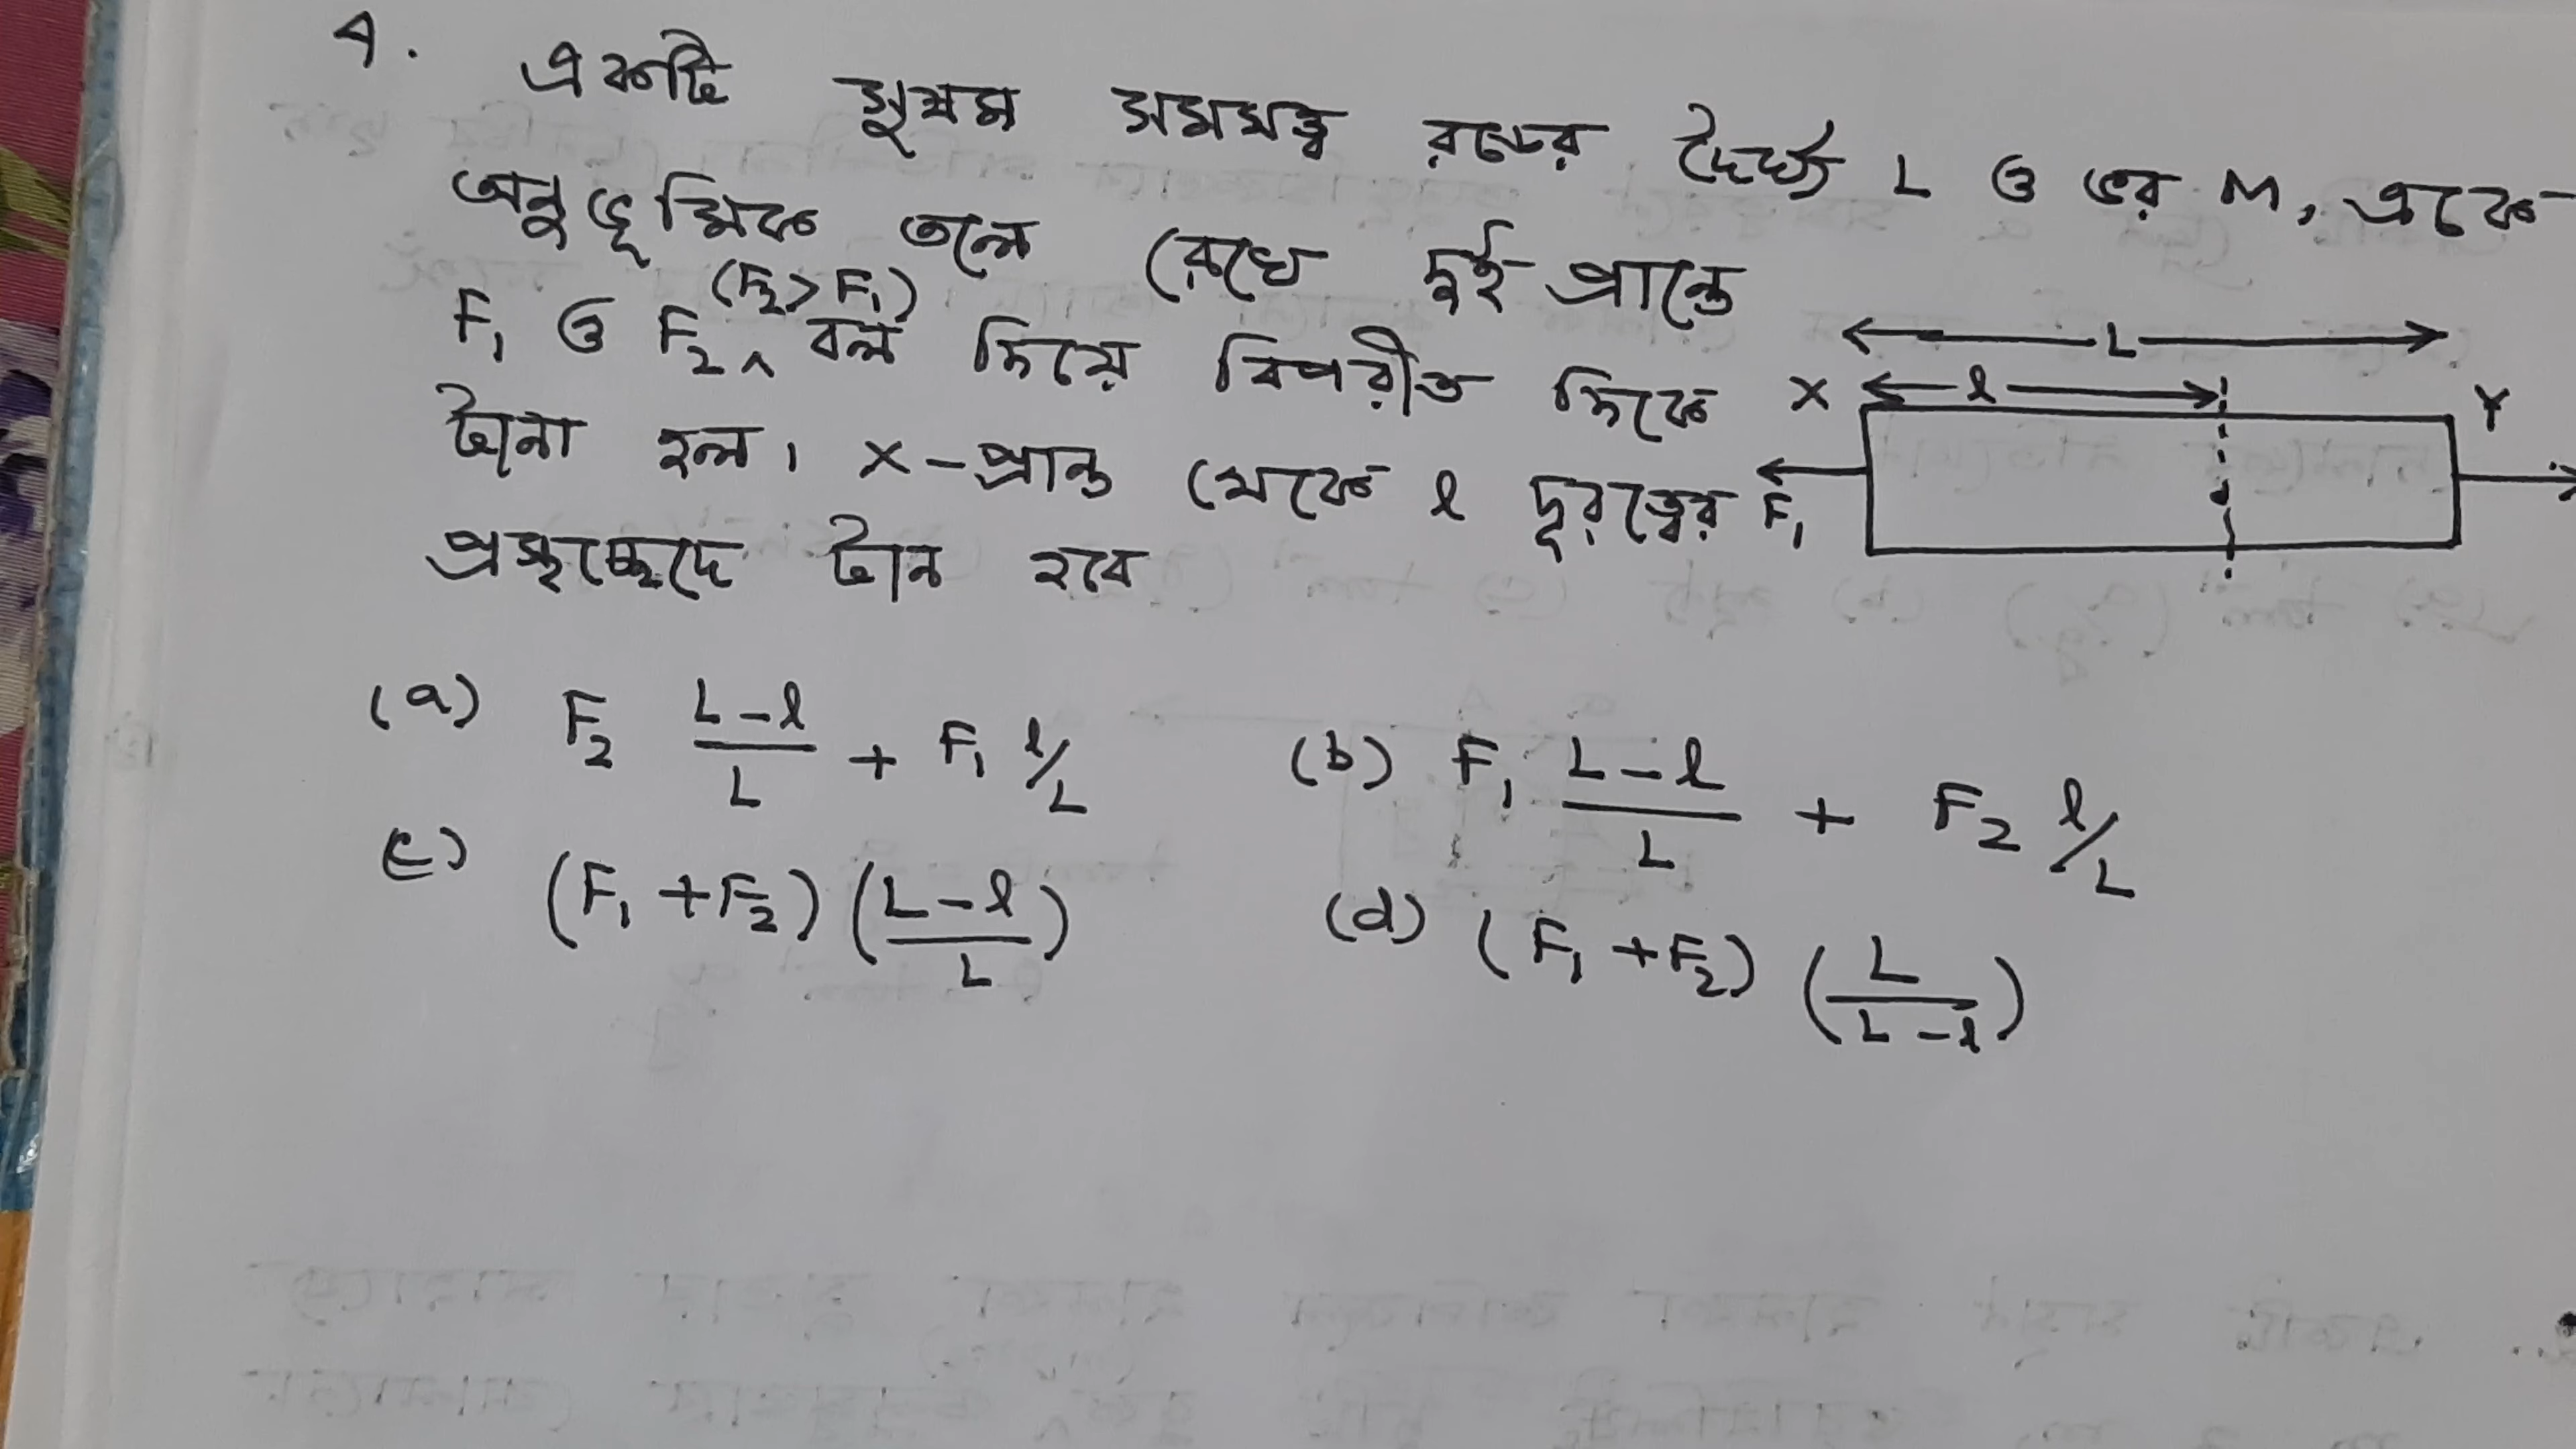 ৭. একটি সুষম সমসত্ত্ব রডের দৈর্ঘ্য L ও ভর M, একে
অনুভূমিক তলে রেখে দুই প্রান্তে
F₁ ও F₂ (F₂>F₁) বল দিয়ে বিপরীত দিকে
টানা হল। X-প্রান্ত থেকে l দূরত্বের
প্রস্থচ্ছেদে টান হবে
L
X l Y
F₁
(a) F₂ (L-l)/L + F₁ l/L
(b) F₁ (L-l)/L + F₂ l/L
(c) (F₁+F₂) ((L-l)/L)
(d) (F₁+F₂) (L/(L-l))